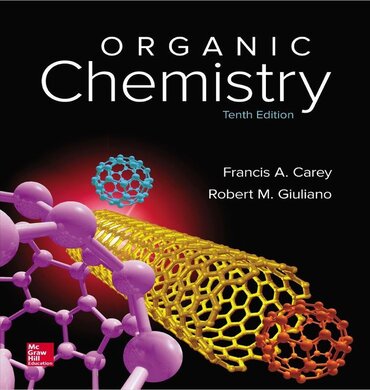 ORGANIC
Chemistry
Tenth Edition
Francis A. Carey
Robert M. Giuliano
Mc
Graw
Hill
Education